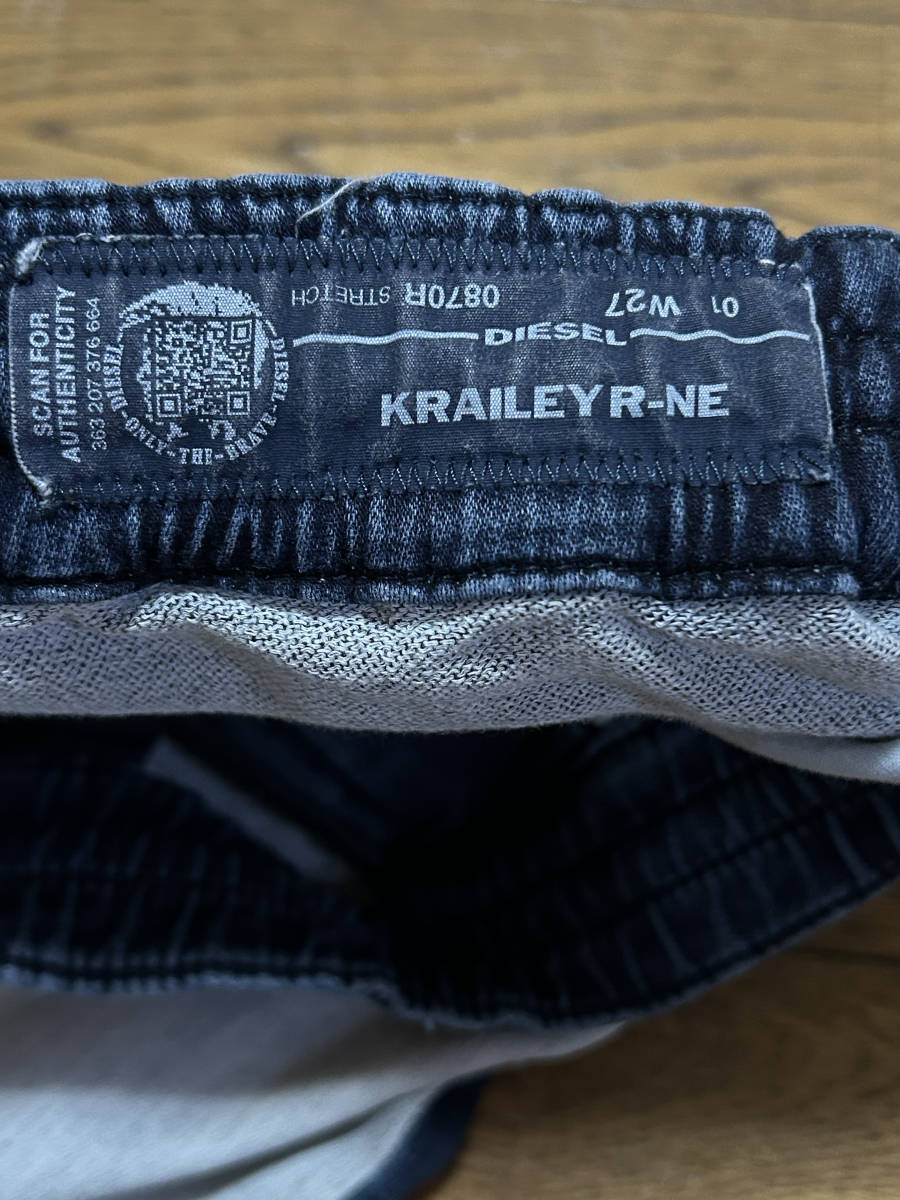 SCAN FOR
AUTHENTICITY
363 207 376 664
DIESEL
DIESEL-ONLY-THE-BRAVE-
0870R STRETCH
01 W27
DIESEL
KRAILEY R-NE